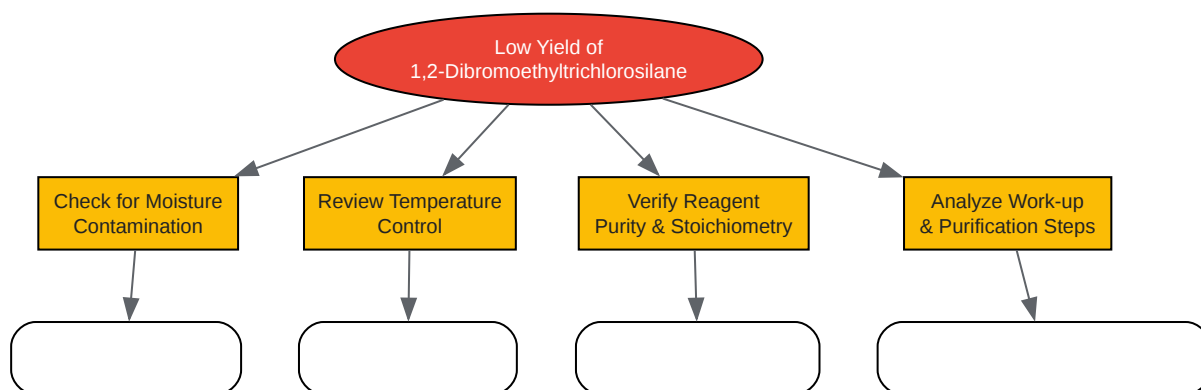 Low Yield of
1,2-Dibromoethyltrichlorosilane
Check for Moisture
Contamination
Review Temperature
Control
Verify Reagent
Purity & Stoichiometry
Analyze Work-up
& Purification Steps